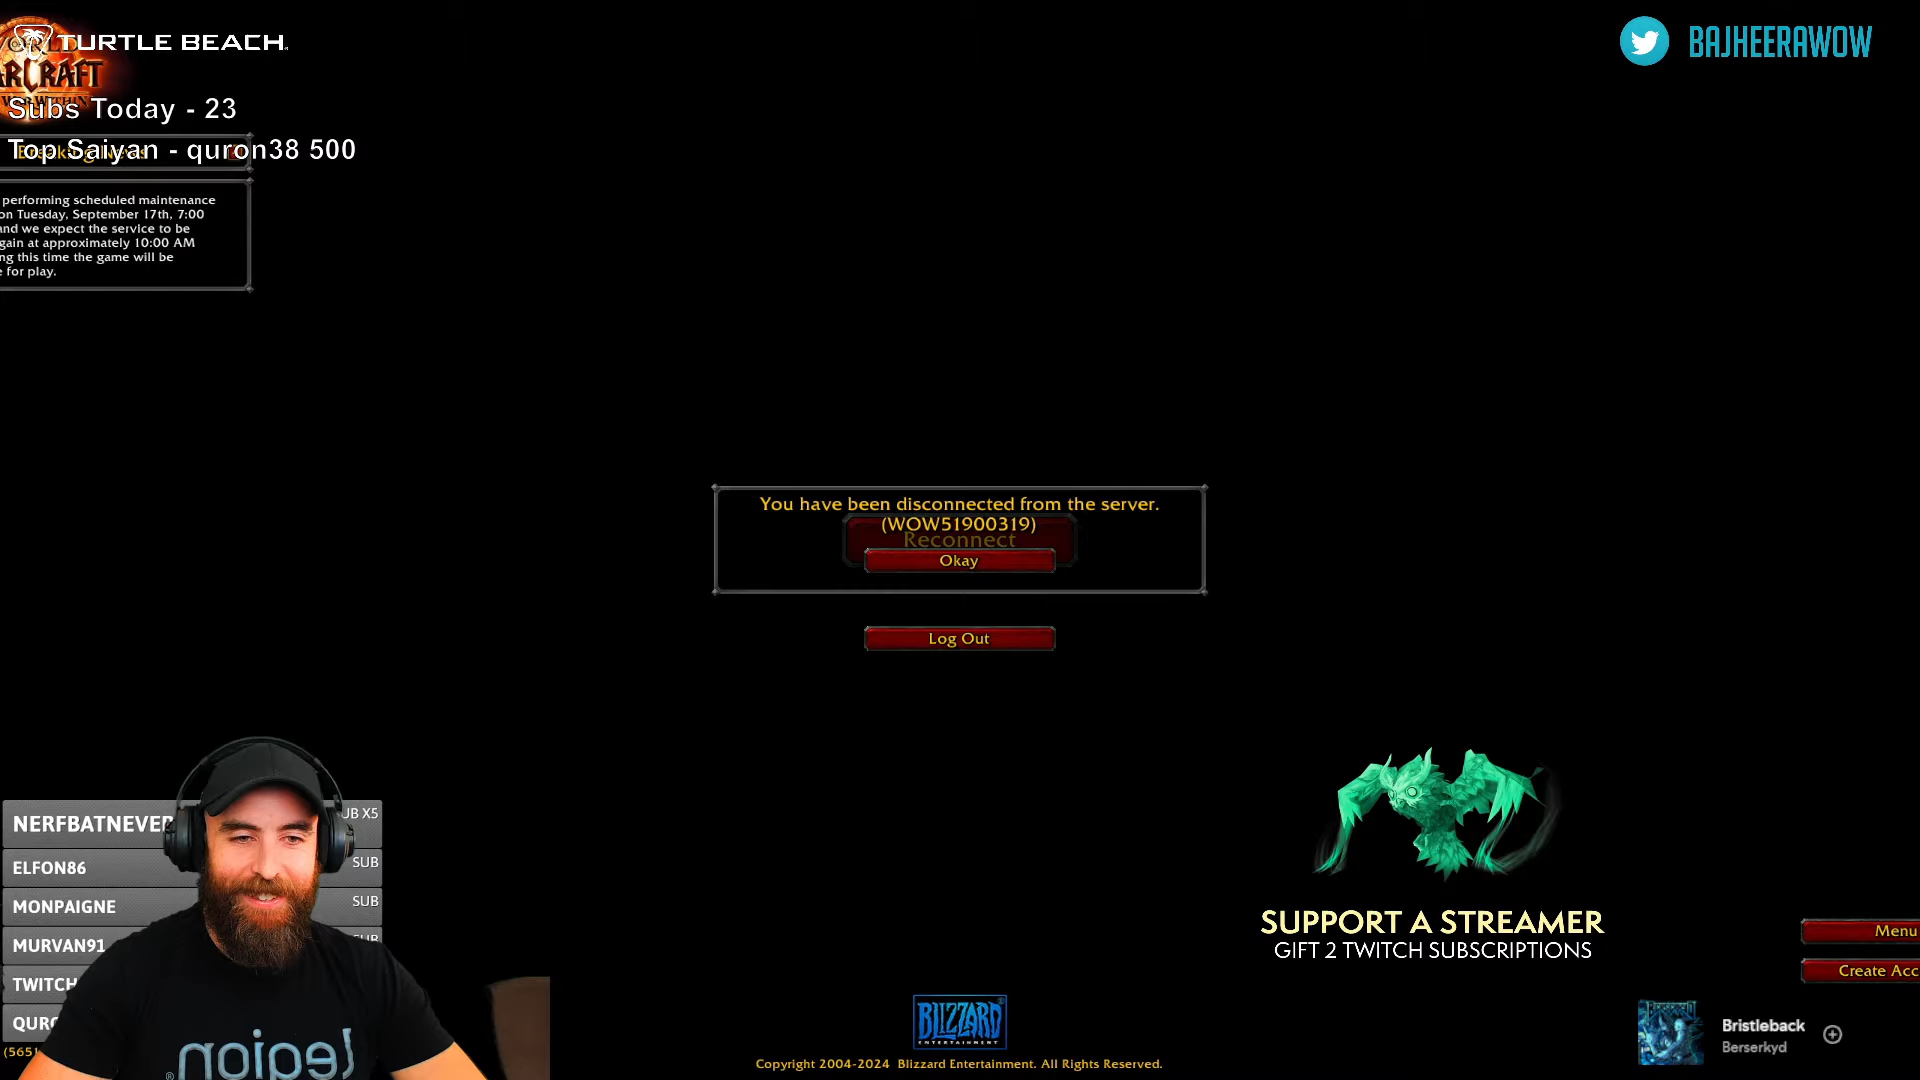 TURTLE BEACH.
BAJHEERAWOW
Subs Today - 23
Top Saiyan - quron38 500
performing scheduled maintenance
on Tuesday, September 17th, 7:00
and we expect the service to be
gain at approximately 10:00 AM
ng this time the game will be
e for play.
You have been disconnected from the server.
(WOW51900319)
Reconnect
Okay
Log Out
NERFBATNEVER
UB X5
ELFON86
SUB
MONPAIGNE
SUB
MURVAN91
SUB
TWITCH
QURO
(5651
legion®
SUPPORT A STREAMER
GIFT 2 TWITCH SUBSCRIPTIONS
Menu
Create Acc
BLIZZARD®
ENTERTAINMENT
Copyright 2004-2024 Blizzard Entertainment. All Rights Reserved.
Bristleback
Berserkyd